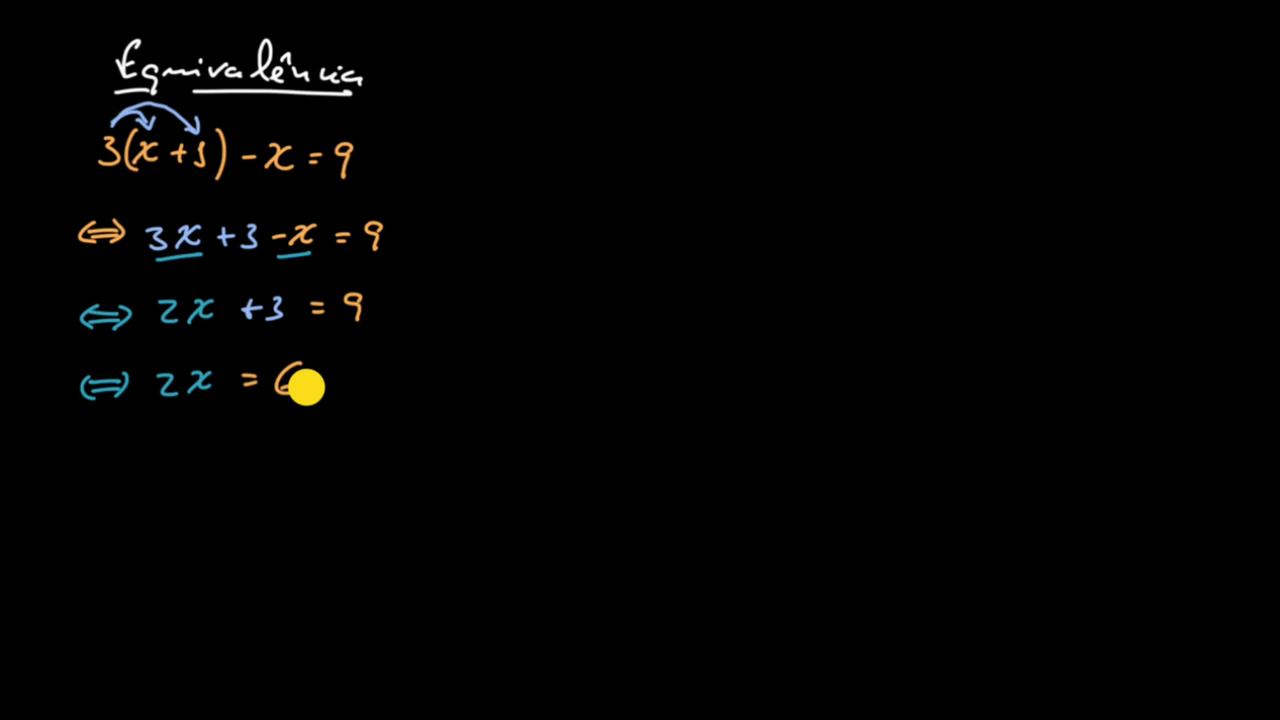 Equivalência
3(x+1)-x=9
⇔ 3x+3-x=9
⇔ 2x+3=9
⇔ 2x=6